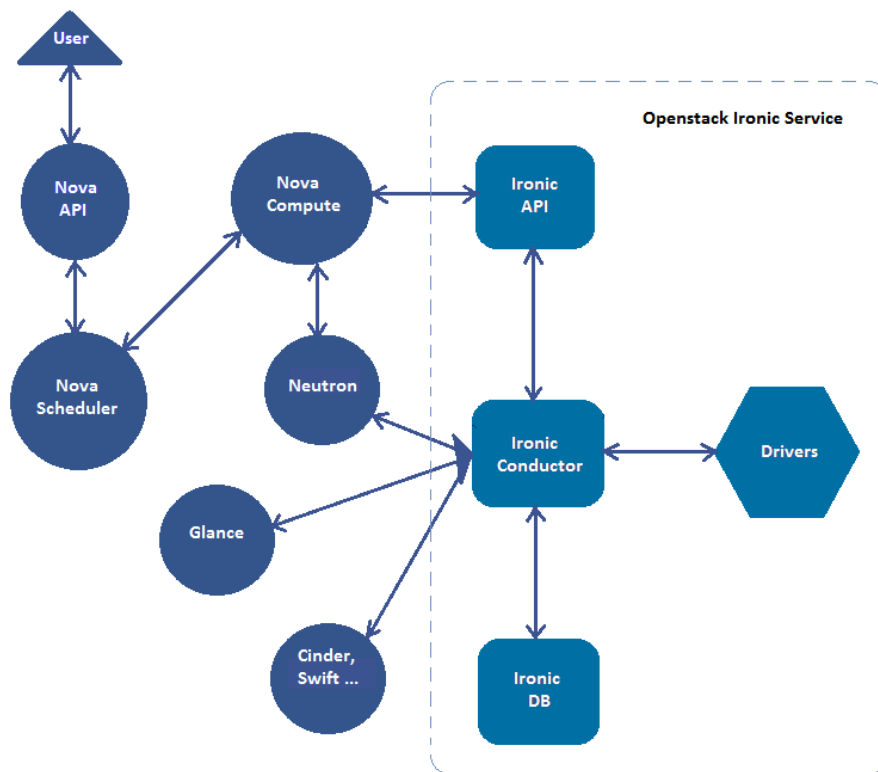 User
Openstack Ironic Service
Nova
API
Nova
Compute
Ironic
API
Nova
Scheduler
Neutron
Ironic
Conductor
Drivers
Glance
Cinder,
Swift ...
Ironic
DB